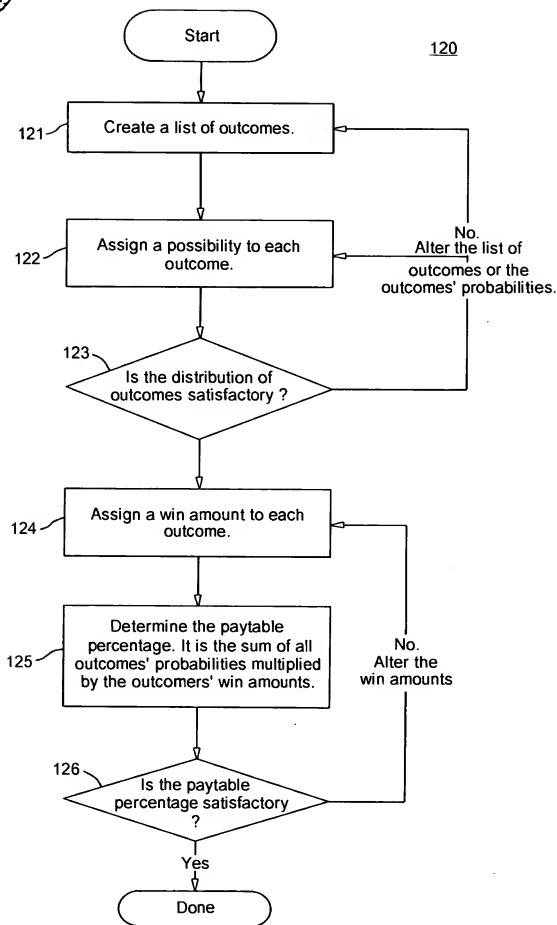 Start
120
121
Create a list of outcomes.
122
Assign a possibility to each
outcome.
No.
Alter the list of
outcomes or the
outcomes' probabilities.
123
Is the distribution of
outcomes satisfactory ?
124
Assign a win amount to each
outcome.
125
Determine the paytable
percentage. It is the sum of all
outcomes' probabilities multiplied
by the outcomers' win amounts.
No.
Alter the
win amounts
126
Is the paytable
percentage satisfactory
?
Yes
Done